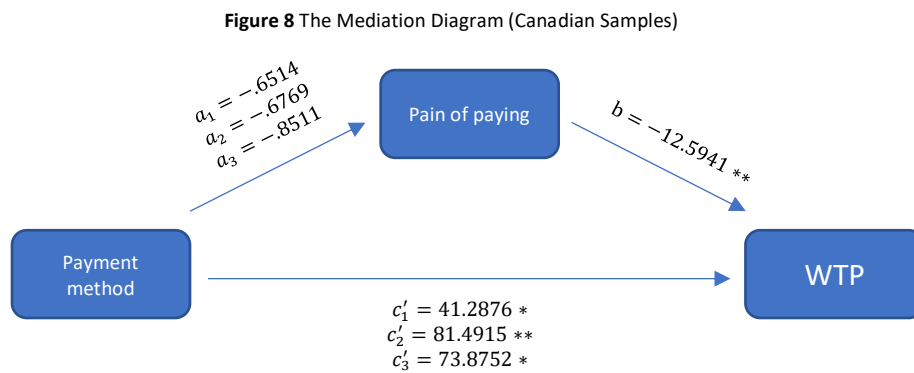 Figure 8 The Mediation Diagram (Canadian Samples)
a₁ = −.6514
a₂ = −.6769
a₃ = −.8511
Pain of paying
b = −12.5941 **
Payment
method
WTP
c′₁ = 41.2876 *
c′₂ = 81.4915 **
c′₃ = 73.8752 *